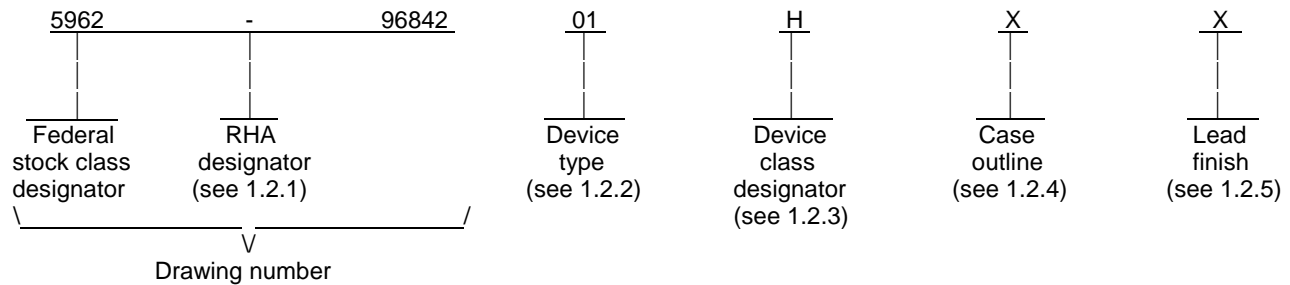 5962 - 96842 01 H X X
Federal stock class designator
RHA designator (see 1.2.1)
Device type (see 1.2.2)
Device class designator (see 1.2.3)
Case outline (see 1.2.4)
Lead finish (see 1.2.5)
Drawing number